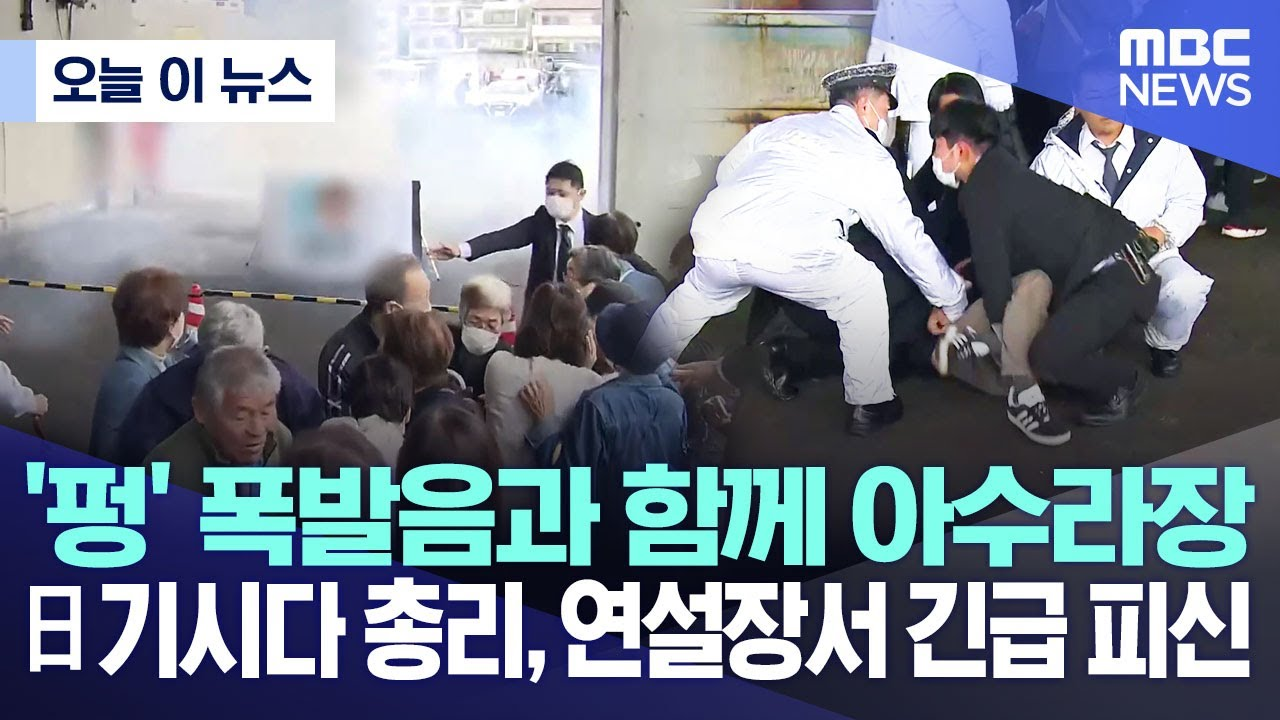 오늘 이 뉴스
MBC
NEWS
'펑' 폭발음과 함께 아수라장
日 기시다 총리, 연설장서 긴급 피신